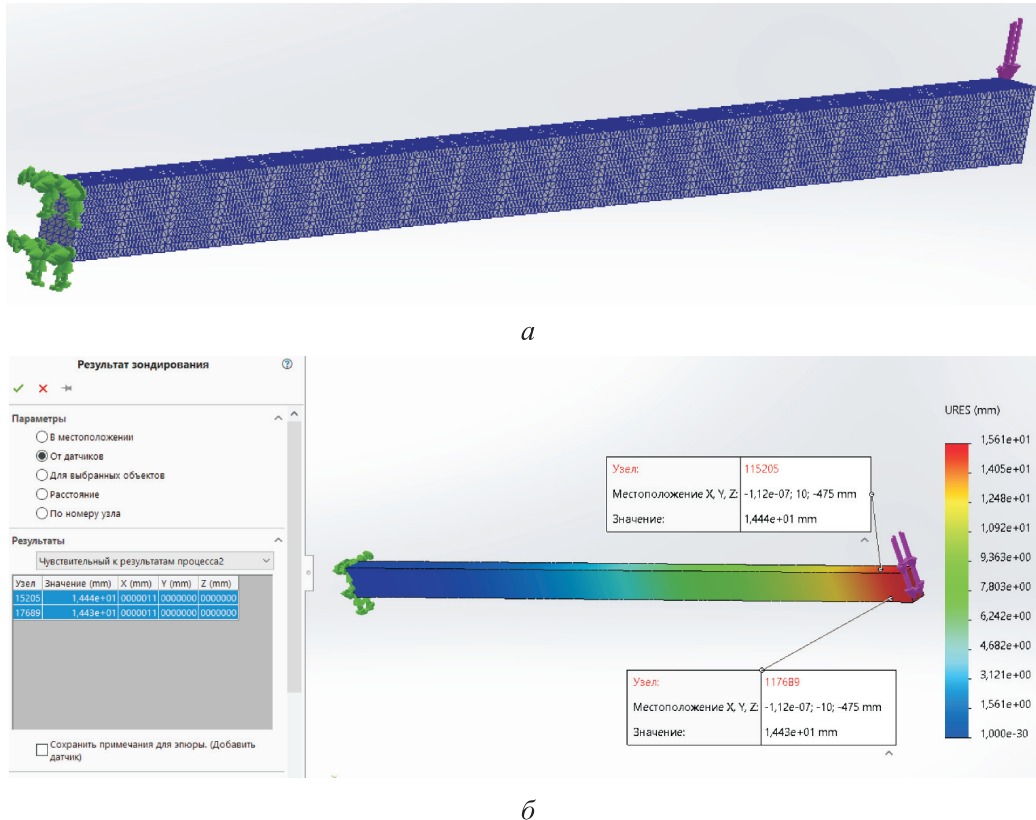 а
Результат зондирования
Параметры
В местоположении
От датчиков
Для выбранных объектов
Расстояние
По номеру узла
Результаты
Чувствительный к результатам процесса2
Узел Значение (mm) X (mm) Y (mm) Z (mm)
15205 1,444e+01 0000011 0000000 0000000
17689 1,443e+01 0000011 0000000 0000000
Сохранить примечания для эпюры. (Добавить
датчик)
Узел: 115205
Местоположение X, Y, Z: -1,12e-07; 10; -475 mm
Значение: 1,444e+01 mm
Узел: 117689
Местоположение X, Y, Z: -1,12e-07; -10; -475 mm
Значение: 1,443e+01 mm
URES (mm)
1,561e+01
1,405e+01
1,248e+01
1,092e+01
9,363e+00
7,803e+00
6,242e+00
4,682e+00
3,121e+00
1,561e+00
1,000e-30
б